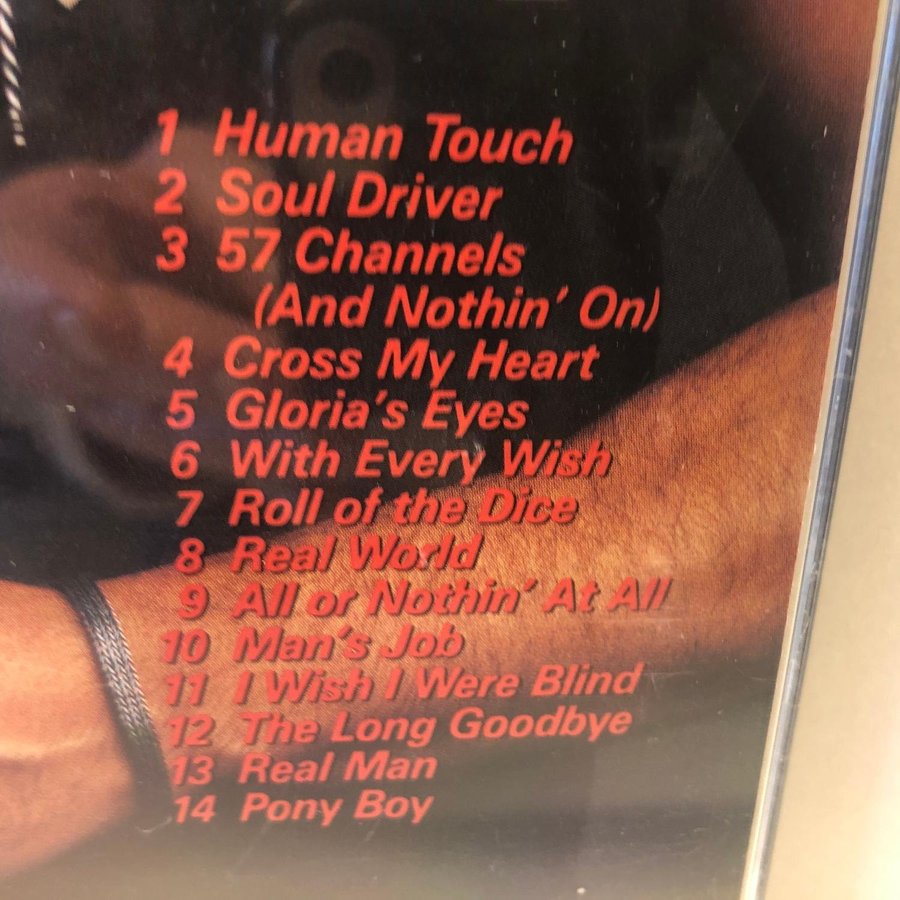 1 Human Touch
2 Soul Driver
3 57 Channels
(And Nothin' On)
4 Cross My Heart
5 Gloria's Eyes
6 With Every Wish
7 Roll of the Dice
8 Real World
9 All or Nothin' At All
10 Man's Job
11 I Wish I Were Blind
12 The Long Goodbye
13 Real Man
14 Pony Boy